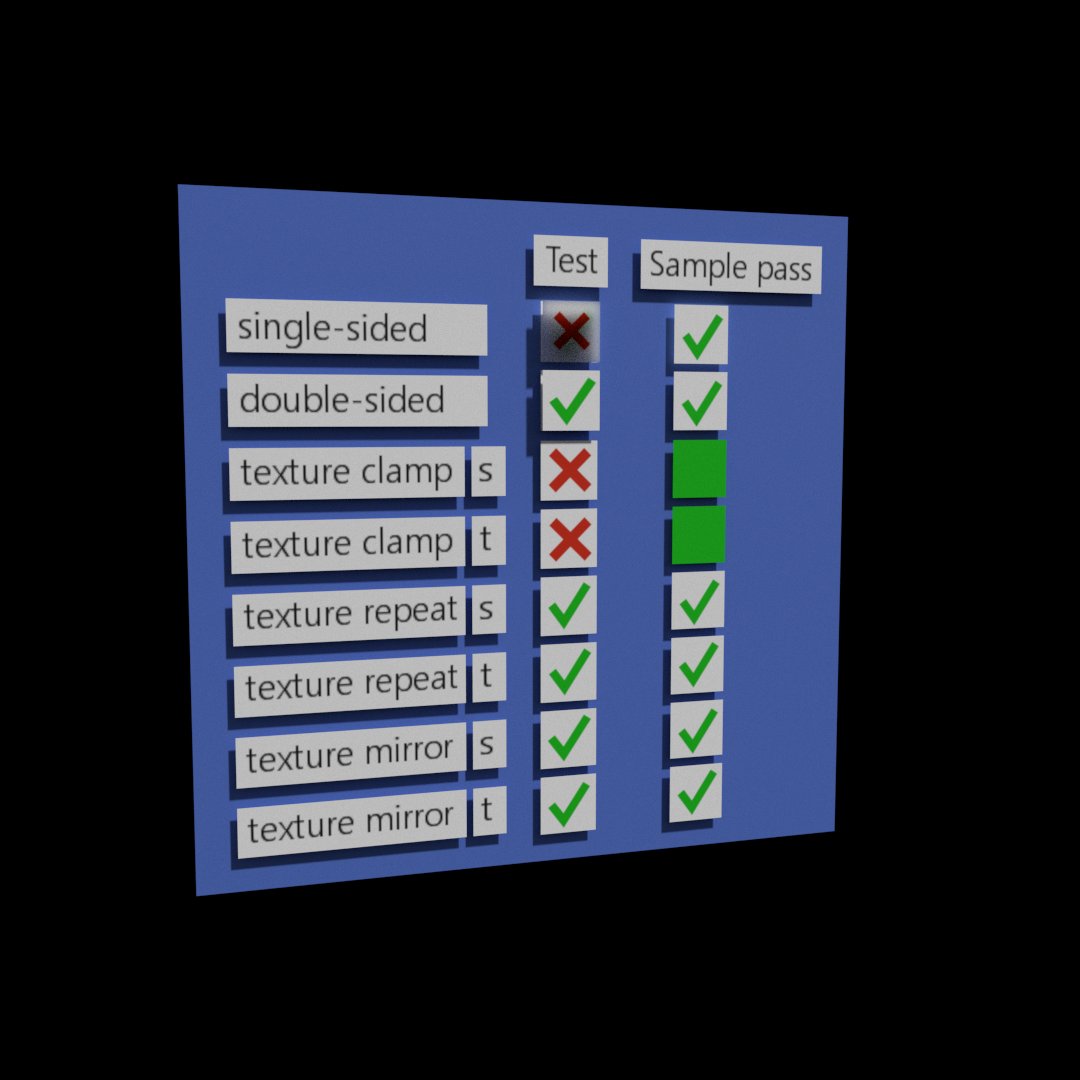 Test Sample pass
single-sided
double-sided
texture clamp s
texture clamp t
texture repeat s
texture repeat t
texture mirror s
texture mirror t